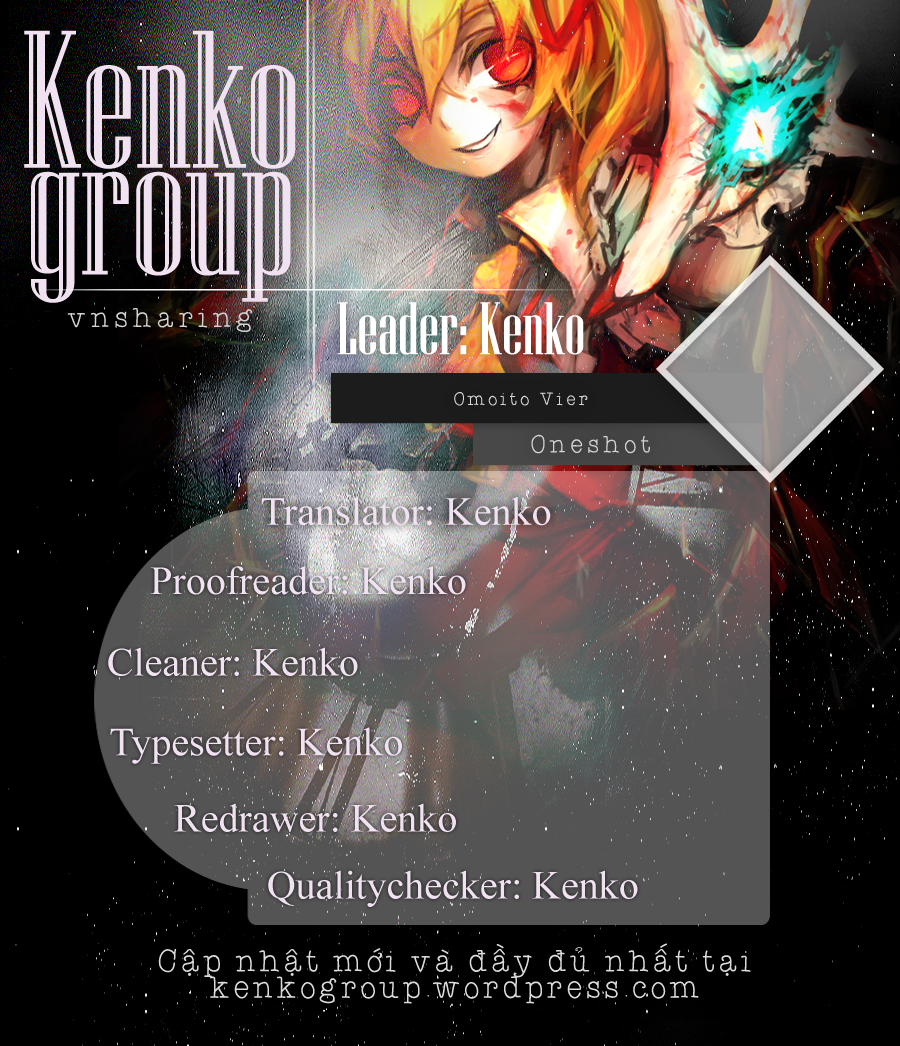 Kenko
group
vnsharing
Leader: Kenko
Omoito Vier
Oneshot
Translator: Kenko
Proofreader: Kenko
Cleaner: Kenko
Typesetter: Kenko
Redrawer: Kenko
Qualitychecker: Kenko
Cập nhật mới và đầy đủ nhất tại
kenkogroup wordpress com